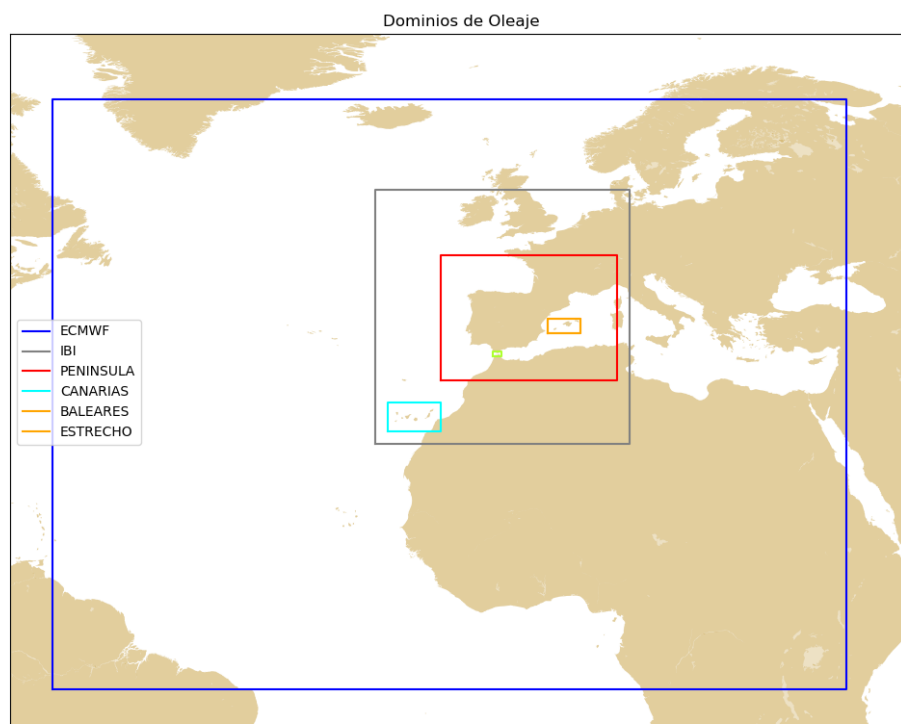 Dominios de Oleaje
ECMWF
IBI
PENINSULA
CANARIAS
BALEARES
ESTRECHO